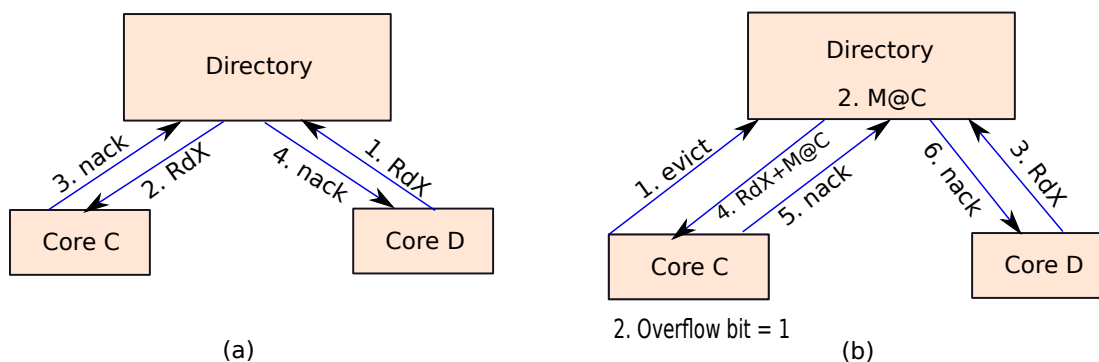 Directory
3. nack
2. RdX
4. nack
1. RdX
Core C
Core D
(a)
Directory
2. M@C
1. evict
4. RdX+M@C
5. nack
6. nack
3. RdX
Core C
Core D
2. Overflow bit = 1
(b)